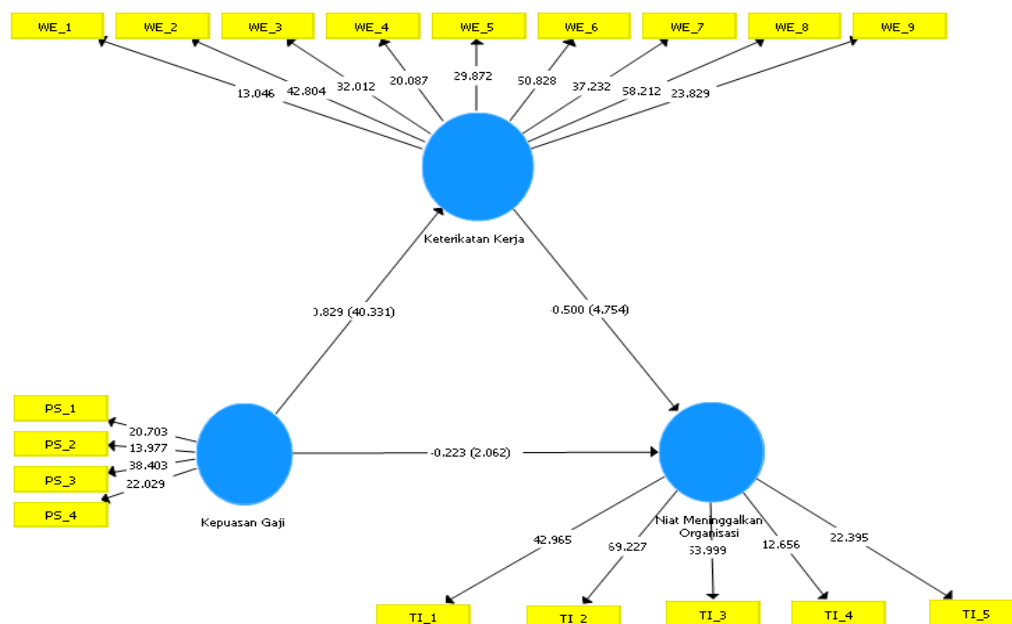 WE_1
WE_2
WE_3
WE_4
WE_5
WE_6
WE_7
WE_8
WE_9
13.046
42.804
32.012
20.087
29.872
50.828
37.232
58.212
23.829
Keterikatan Kerja
0.829 (40.331)
-0.500 (4.754)
PS_1
PS_2
PS_3
PS_4
20.703
13.977
38.403
22.029
-0.223 (2.062)
Kepuasan Gaji
Niat Meninggalkan
Organisasi
42.965
69.227
12.656
22.395
TI_1
TI_2
TI_3
TI_4
TI_5